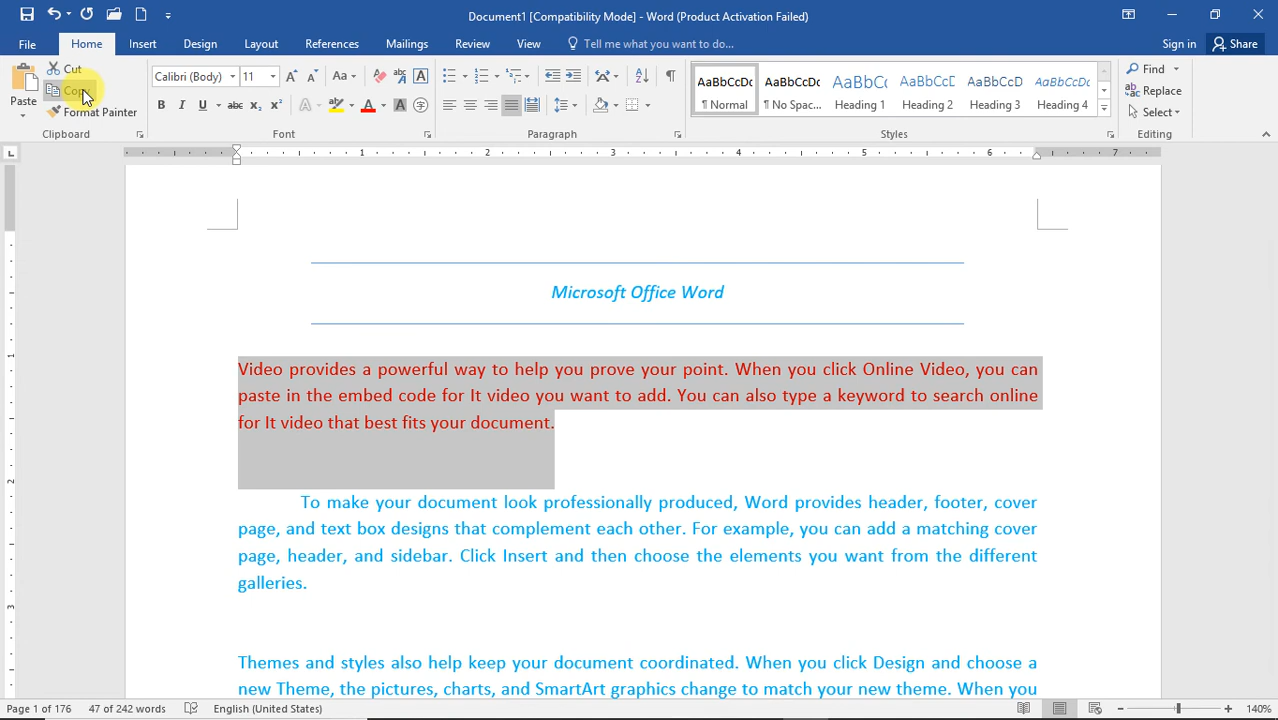 Document1 [Compatibility Mode] - Word (Product Activation Failed)
File Home Insert Design Layout References Mailings Review View Tell me what you want to do... Sign in Share
Paste
Cut
Copy
Format Painter
Clipboard
Calibri (Body) 11
Font
Paragraph
AaBbCcDc AaBbCcDc AaBbCc AaBbCcDc AaBbCcDc AaBbCcDc
¶ Normal ¶ No Spac... Heading 1 Heading 2 Heading 3 Heading 4
Styles
Find
Replace
Select
Editing
1 2 3 4 5 6 7
Microsoft Office Word
Video provides a powerful way to help you prove your point. When you click Online Video, you can
paste in the embed code for It video you want to add. You can also type a keyword to search online
for It video that best fits your document.
To make your document look professionally produced, Word provides header, footer, cover
page, and text box designs that complement each other. For example, you can add a matching cover
page, header, and sidebar. Click Insert and then choose the elements you want from the different
galleries.
Themes and styles also help keep your document coordinated. When you click Design and choose a
new Theme, the pictures, charts, and SmartArt graphics change to match your new theme. When you
Page 1 of 176 47 of 242 words English (United States) 140%